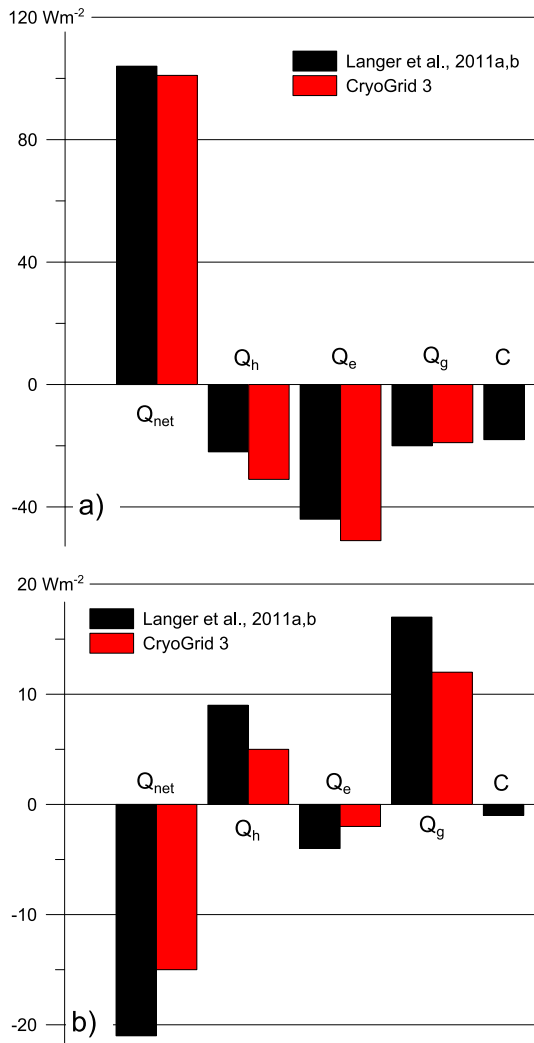 120 Wm-2
Langer et al., 2011a,b
CryoGrid 3
80
40
Qh Qe Qg C
0
Qnet
-40
a)
20 Wm-2
Langer et al., 2011a,b
CryoGrid 3
10
Qnet Qe C
0
Qh Qg
-10
-20
b)